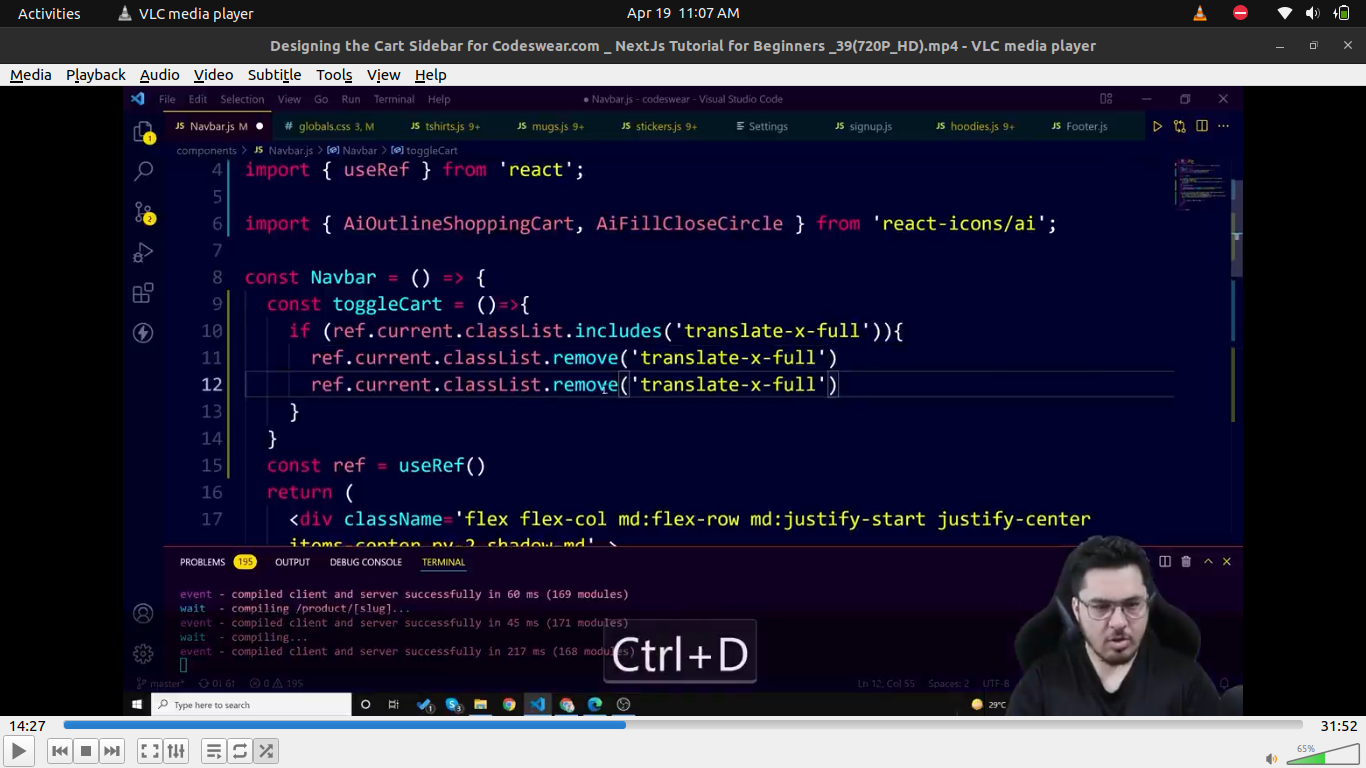 Activities VLC media player Apr 19 11:07 AM
Designing the Cart Sidebar for Codeswear.com _ NextJs Tutorial for Beginners _39(720P_HD).mp4 - VLC media player
Media Playback Audio Video Subtitle Tools View Help
File Edit Selection View Go Run Terminal Help ● Navbar.js - codeswear - Visual Studio Code
JS Navbar.js M ● # globals.css 3, M JS tshirts.js 9+ JS mugs.js 9+ JS stickers.js 9+ Settings JS signup.js JS hoodies.js 9+ JS Footer.js
components > JS Navbar.js > Navbar > toggleCart
4 import { useRef } from 'react';
5
6 import { AiOutlineShoppingCart, AiFillCloseCircle } from 'react-icons/ai';
7
8 const Navbar = () => {
9 const toggleCart = ()=>{
10 if (ref.current.classList.includes('translate-x-full')){
11 ref.current.classList.remove('translate-x-full')
12 ref.current.classList.remove('translate-x-full')
13 }
14 }
15 const ref = useRef()
16 return (
17 <div className='flex flex-col md:flex-row md:justify-start justify-center
items-center py-2 shadow-md' >
PROBLEMS 195 OUTPUT DEBUG CONSOLE TERMINAL
event - compiled client and server successfully in 60 ms (169 modules)
wait - compiling /product/[slug]...
event - compiled client and server successfully in 45 ms (171 modules)
wait - compiling...
event - compiled client and server successfully in 217 ms (168 modules)
Ctrl+D
master* 0 Δ 195 Ln 12, Col 55 Spaces: 2 UTF-8
Type here to search 29°C
14:27 31:52
65%